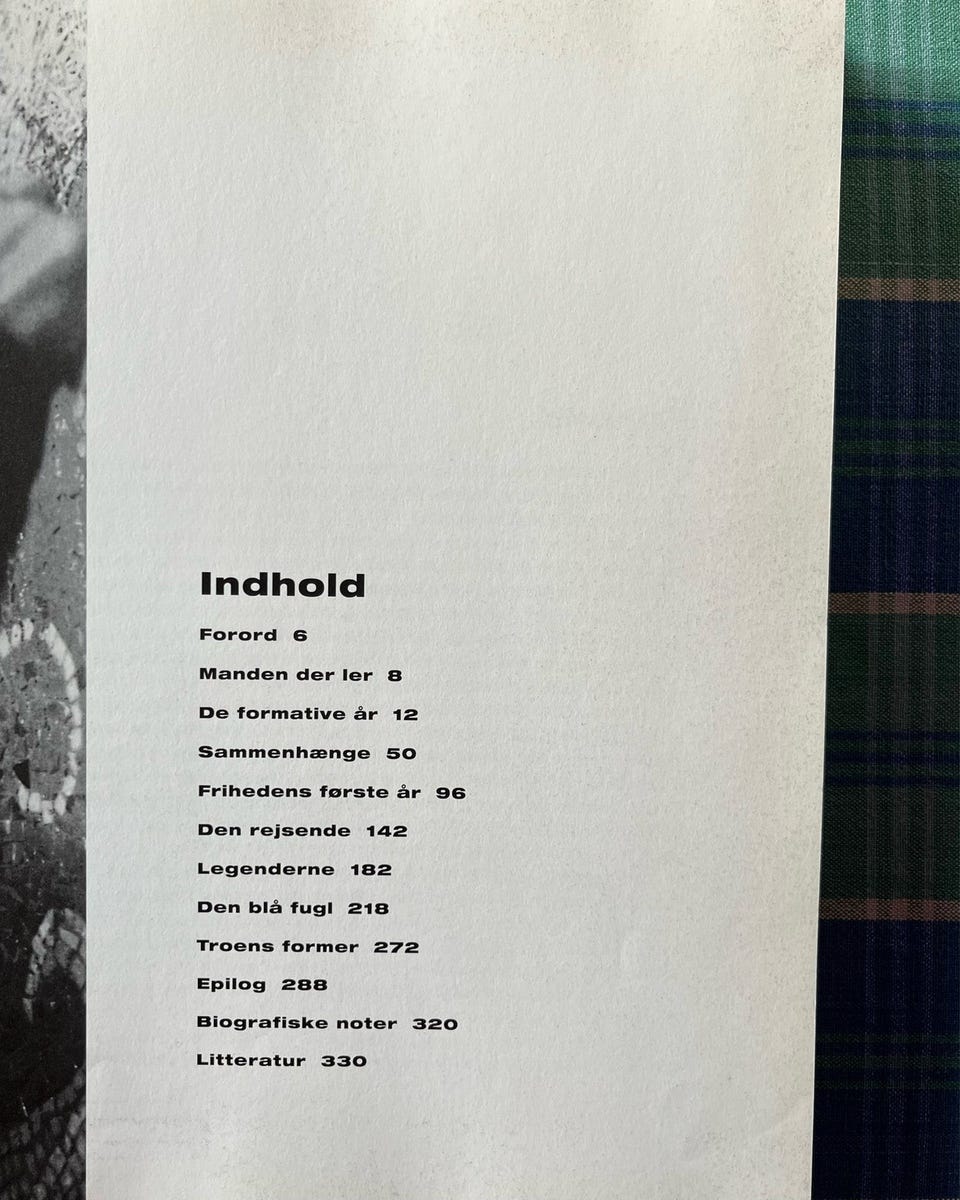 Indhold
Forord 6
Manden der ler 8
De formative år 12
Sammenhænge 50
Frihedens første år 96
Den rejsende 142
Legenderne 182
Den blå fugl 218
Troens former 272
Epilog 288
Biografiske noter 320
Litteratur 330